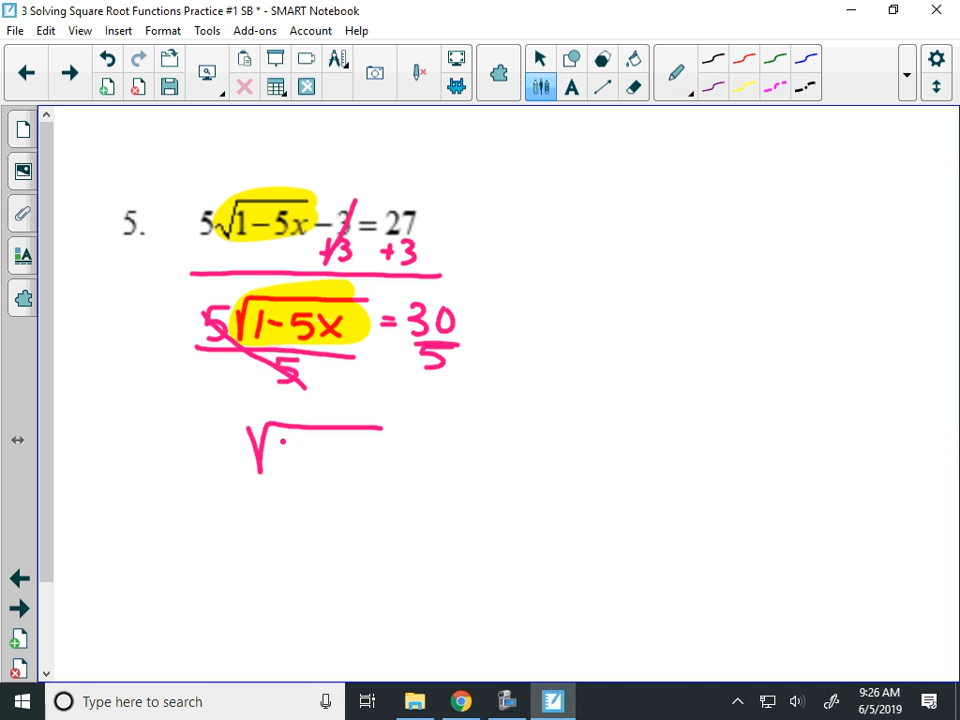 3 Solving Square Root Functions Practice #1 SB * - SMART Notebook
File Edit View Insert Format Tools Add-ons Account Help
5. 5√1-5x - 3 = 27
+3 +3
5√1-5x = 30
5 5
√
Type here to search
9:26 AM
6/5/2019